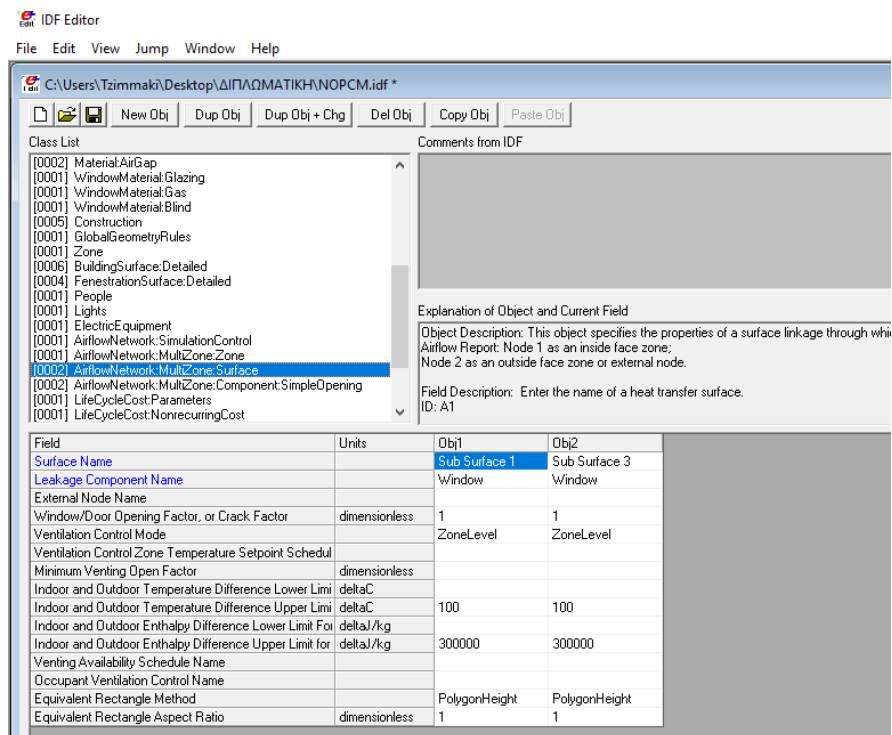 IDF Editor
File Edit View Jump Window Help
C:\Users\Tzimmaki\Desktop\ΔΙΠΛΩΜΑΤΙΚΗ\NOPCM.idf *
New Obj Dup Obj Dup Obj + Chg Del Obj Copy Obj Paste Obj
Class List
Comments from IDF
[0002] Material:AirGap
[0001] WindowMaterial:Glazing
[0001] WindowMaterial:Gas
[0001] WindowMaterial:Blind
[0005] Construction
[0001] GlobalGeometryRules
[0001] Zone
[0006] BuildingSurface:Detailed
[0004] FenestrationSurface:Detailed
[0001] People
[0001] Lights
[0001] ElectricEquipment
[0001] AirflowNetwork:SimulationControl
[0001] AirflowNetwork:MultiZone:Zone
[0002] AirflowNetwork:MultiZone:Surface
[0002] AirflowNetwork:MultiZone:Component:SimpleOpening
[0001] LifeCycleCost:Parameters
[0001] LifeCycleCost:NonrecurringCost
Explanation of Object and Current Field
Object Description: This object specifies the properties of a surface linkage through whic
Airflow Report: Node 1 as an inside face zone;
Node 2 as an outside face zone or external node.
Field Description: Enter the name of a heat transfer surface.
ID: A1
Field Units Obj1 Obj2
Surface Name Sub Surface 1 Sub Surface 3
Leakage Component Name Window Window
External Node Name
Window/Door Opening Factor, or Crack Factor dimensionless 1 1
Ventilation Control Mode ZoneLevel ZoneLevel
Ventilation Control Zone Temperature Setpoint Schedul
Minimum Venting Open Factor dimensionless
Indoor and Outdoor Temperature Difference Lower Limi deltaC
Indoor and Outdoor Temperature Difference Upper Limi deltaC 100 100
Indoor and Outdoor Enthalpy Difference Lower Limit For deltaJ/kg
Indoor and Outdoor Enthalpy Difference Upper Limit for deltaJ/kg 300000 300000
Venting Availability Schedule Name
Occupant Ventilation Control Name
Equivalent Rectangle Method PolygonHeight PolygonHeight
Equivalent Rectangle Aspect Ratio dimensionless 1 1